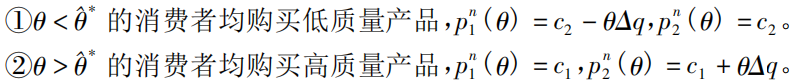 ①θ < θ̂* 的消费者均购买低质量产品,p₁ⁿ(θ) = c₂ − θΔq,p₂ⁿ(θ) = c₂。
②θ > θ̂* 的消费者均购买高质量产品,p₁ⁿ(θ) = c₁,p₂ⁿ(θ) = c₁ + θΔq。